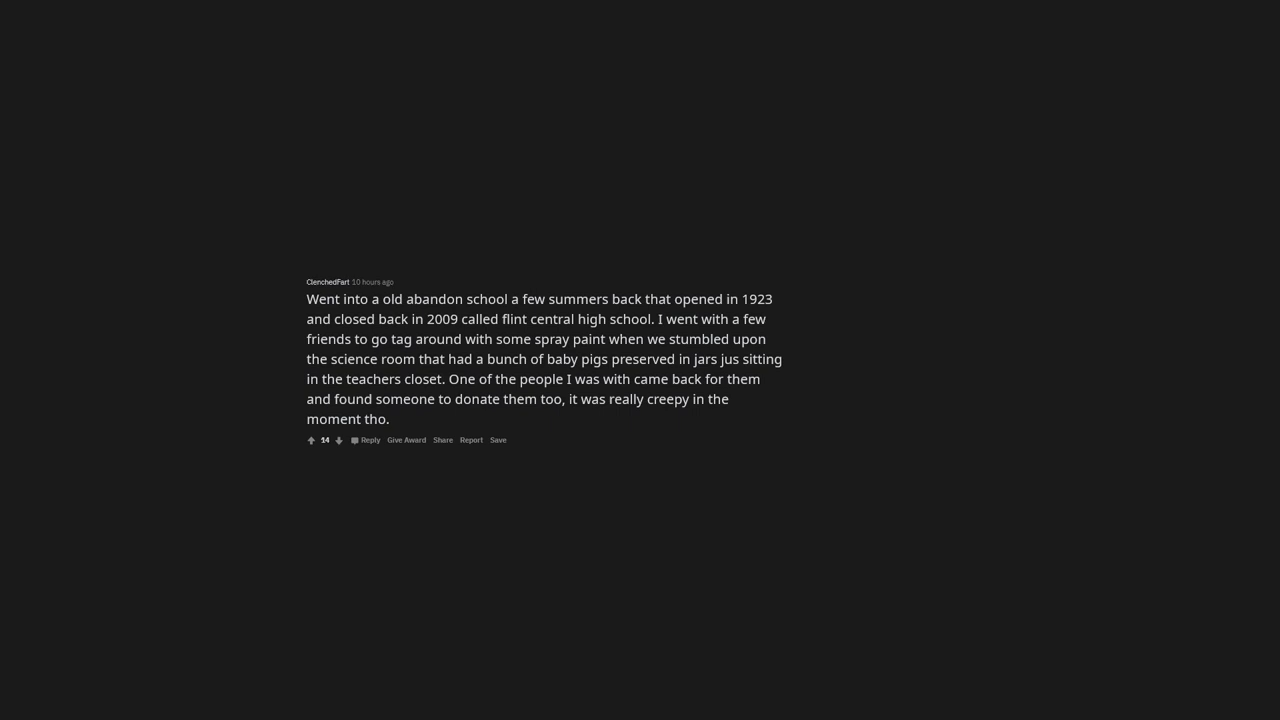 ClenchedFart 10 hours ago
Went into a old abandon school a few summers back that opened in 1923
and closed back in 2009 called flint central high school. I went with a few
friends to go tag around with some spray paint when we stumbled upon
the science room that had a bunch of baby pigs preserved in jars jus sitting
in the teachers closet. One of the people I was with came back for them
and found someone to donate them too, it was really creepy in the
moment tho.
14 Reply Give Award Share Report Save